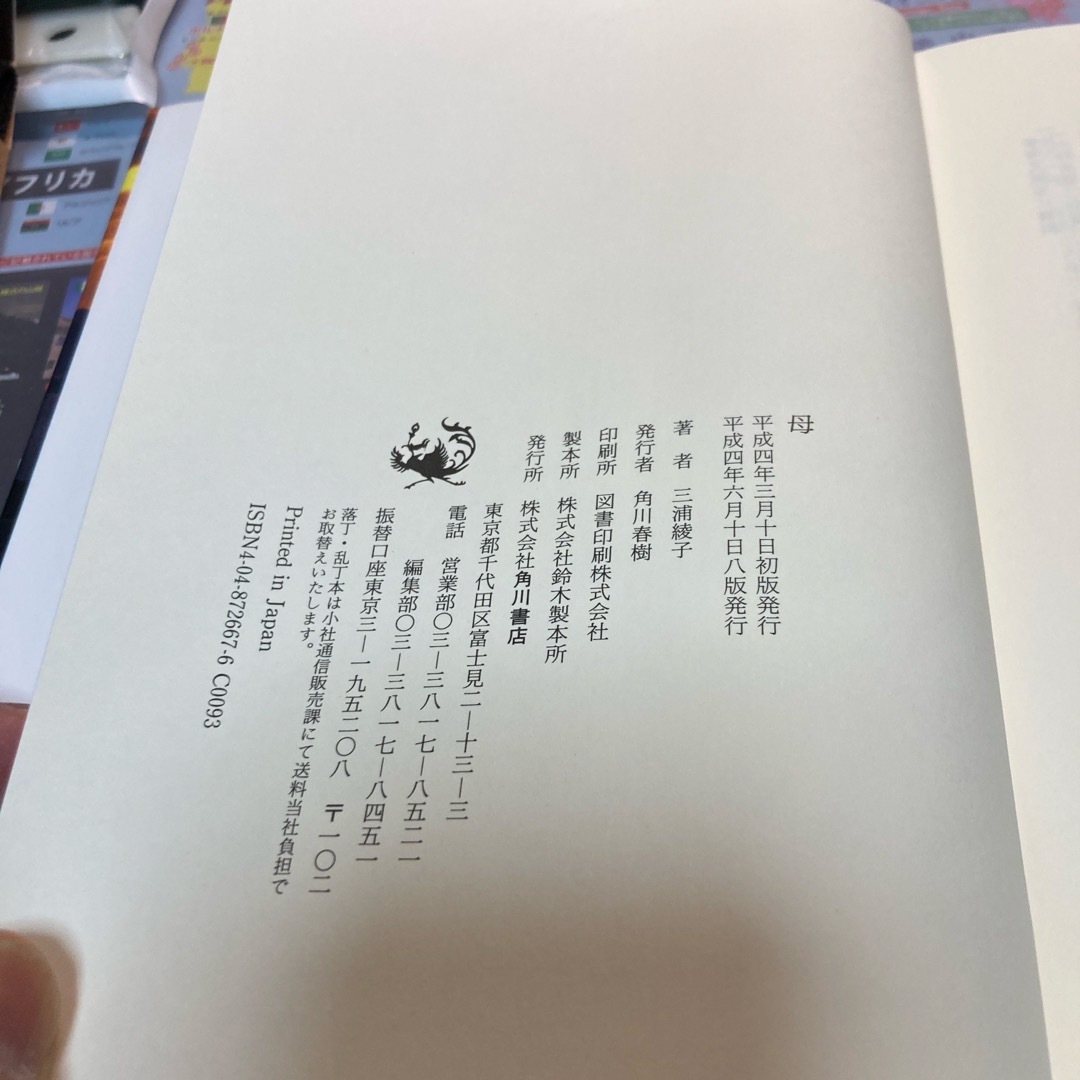 母
平成四年三月十日初版発行
平成四年六月十日八版発行
著者 三浦綾子
発行者 角川春樹
印刷所 図書印刷株式会社
製本所 株式会社鈴木製本所
発行所 株式会社角川書店
東京都千代田区富士見二―十三―三
電話 営業部〇三―三八一七―八五二一
編集部〇三―三八一七―八四五一
振替口座東京三―一九五二〇八 〒一〇二
落丁・乱丁本は小社通信販売課にて送料当社負担で
お取替えいたします。
Printed in Japan
ISBN4-04-872667-6 C0093
フリカ